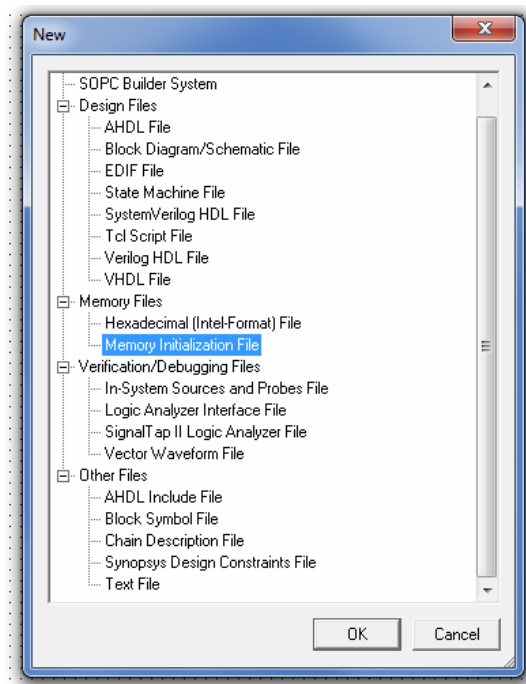 New
SOPC Builder System
Design Files
AHDL File
Block Diagram/Schematic File
EDIF File
State Machine File
SystemVerilog HDL File
Tcl Script File
Verilog HDL File
VHDL File
Memory Files
Hexadecimal (Intel-Format) File
Memory Initialization File
Verification/Debugging Files
In-System Sources and Probes File
Logic Analyzer Interface File
SignalTap II Logic Analyzer File
Vector Waveform File
Other Files
AHDL Include File
Block Symbol File
Chain Description File
Synopsys Design Constraints File
Text File
OK Cancel